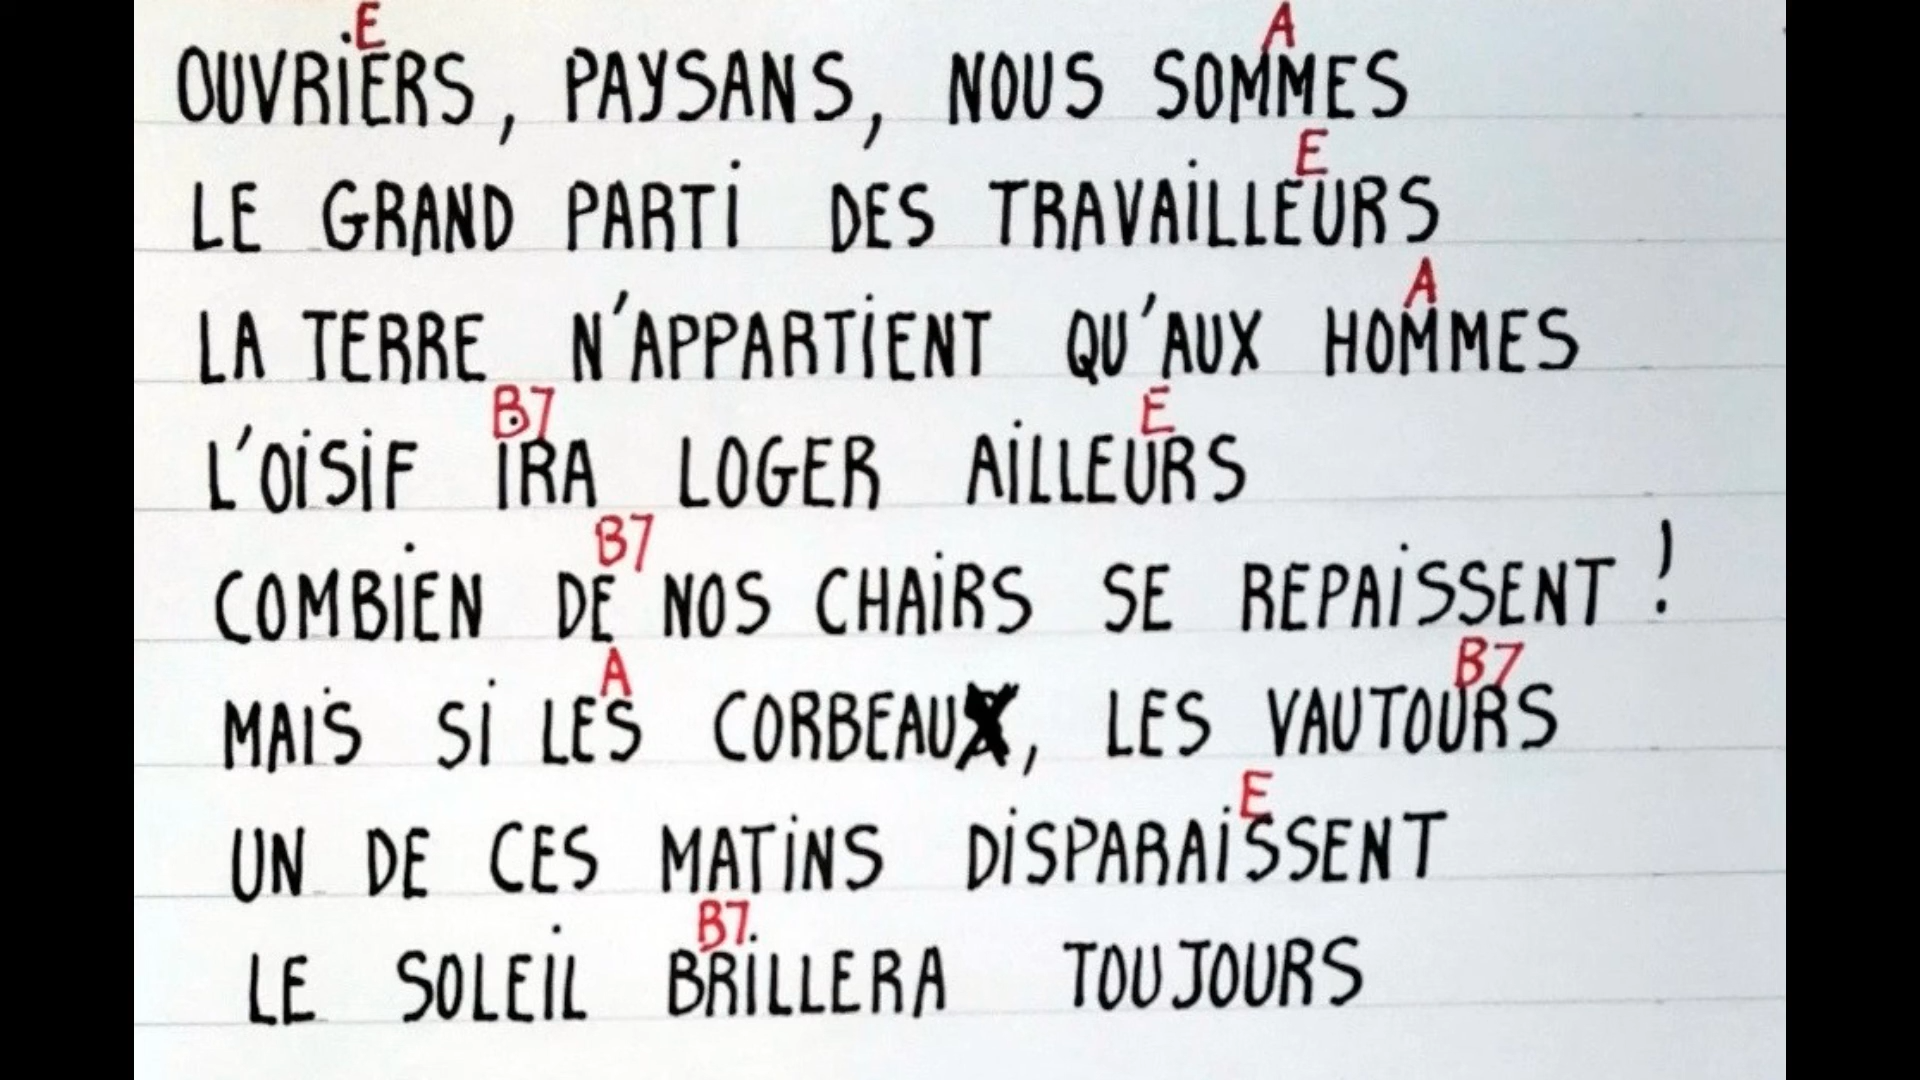 E A
OUVRiERS, PAYSANS, NOUS SOMMES
E
LE GRAND PARTi DES TRAVAiLLEURS
A
LA TERRE N'APPARTiENT QU'AUX HOMMES
B7 E
L'OiSiF iRA LOGER AiLLEURS
B7
COMBiEN DE NOS CHAiRS SE REPAiSSENT !
A B7
MAiS Si LES CORBEAUX, LES VAUTOURS
E
UN DE CES MATiNS DiSPARAiSSENT
B7
LE SOLEiL BRiLLERA TOUJOURS